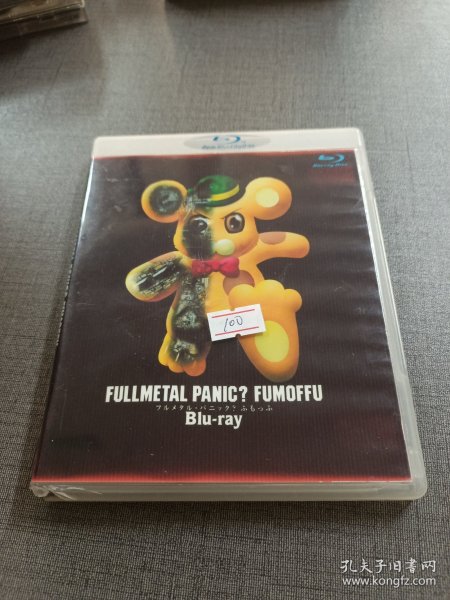 Blu-ray Disc
100
FULLMETAL PANIC? FUMOFFU
フルメタル・パニック? ふもっふ
Blu-ray
孔夫子旧书网
www.kongfz.com